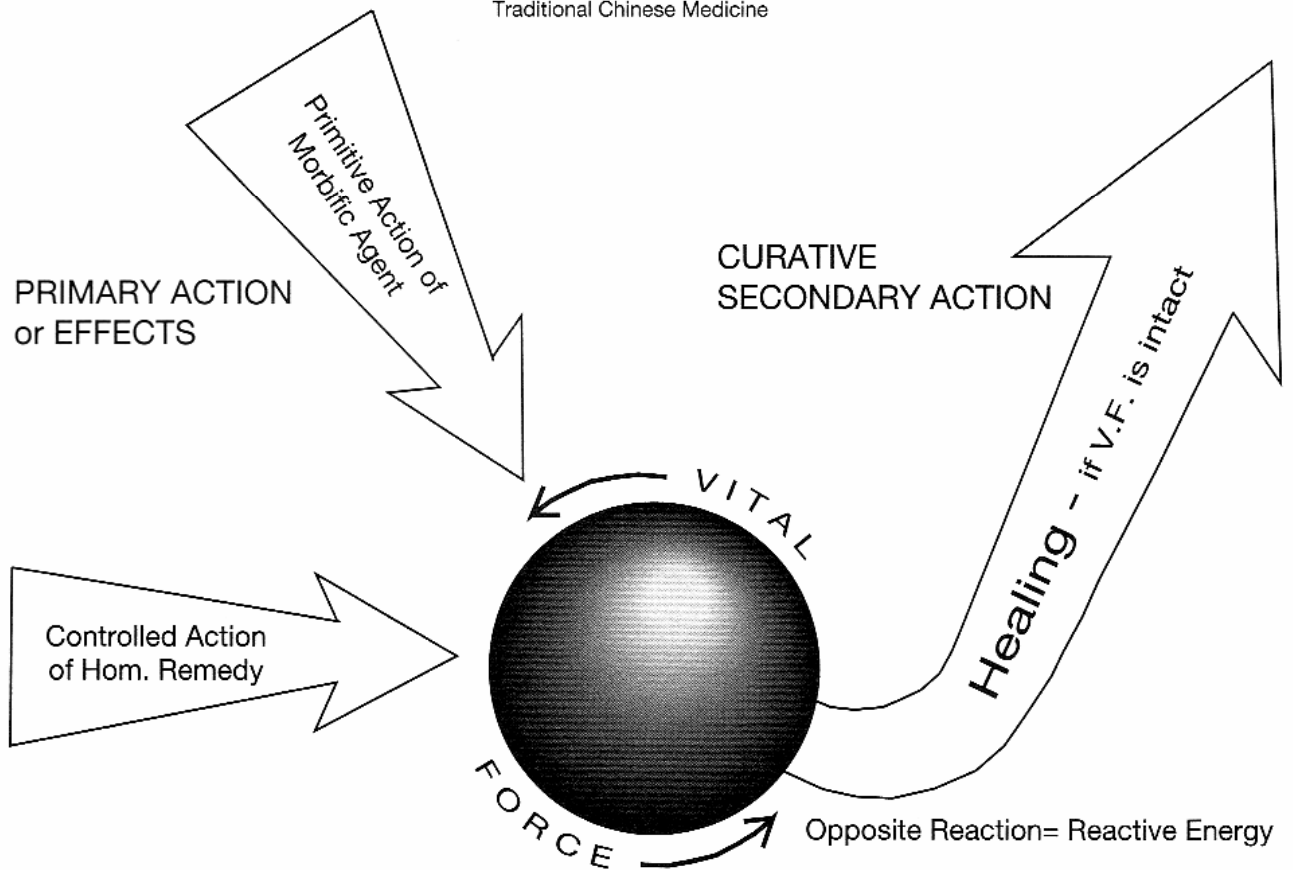 Traditional Chinese Medicine
Primitive Action of
Morbific Agent
PRIMARY ACTION
or EFFECTS
CURATIVE
SECONDARY ACTION
Healing - if V.F. is intact
VITAL
Controlled Action
of Hom. Remedy
FORCE
Opposite Reaction= Reactive Energy